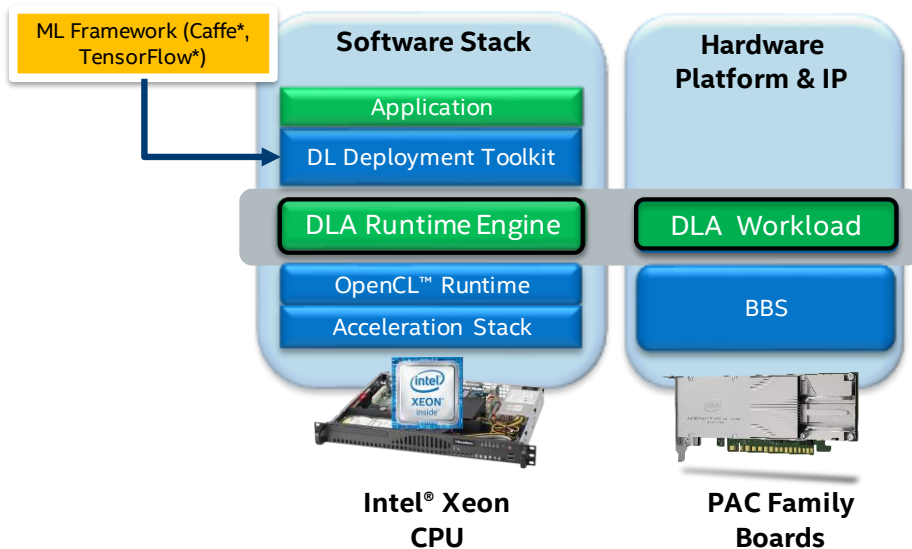 ML Framework (Caffe*,
TensorFlow*)
Software Stack
Application
DL Deployment Toolkit
DLA Runtime Engine
OpenCL™ Runtime
Acceleration Stack
intel®
XEON®
inside™
Intel® Xeon
CPU
Hardware
Platform & IP
DLA Workload
BBS
PAC Family
Boards